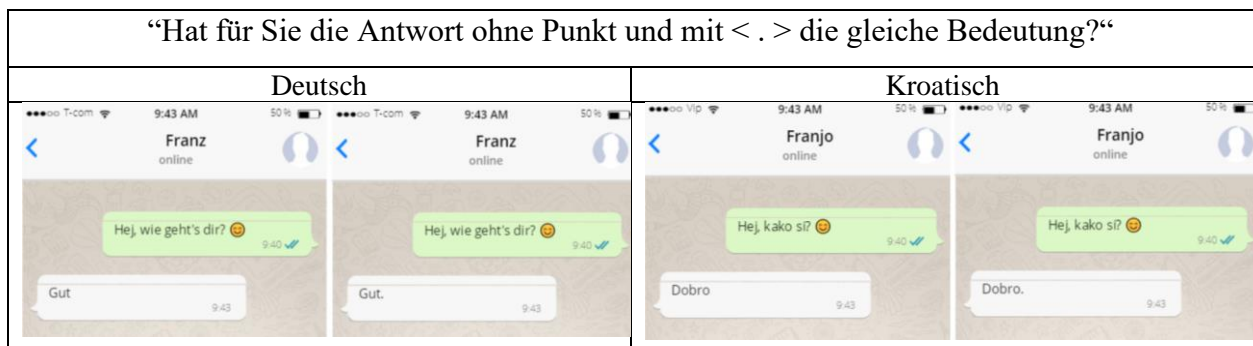 “Hat für Sie die Antwort ohne Punkt und mit < . > die gleiche Bedeutung?“
Deutsch
Kroatisch
T-com 9:43 AM 50%
Franz
online
Hej, wie geht's dir? 😊
9:40
Gut
9:43
T-com 9:43 AM 50%
Franz
online
Hej, wie geht's dir? 😊
9:40
Gut.
9:43
Vip 9:43 AM 50%
Franjo
online
Hej, kako si? 😊
9:40
Dobro
9:43
Vip 9:43 AM 50%
Franjo
online
Hej, kako si? 😊
9:40
Dobro.
9:43